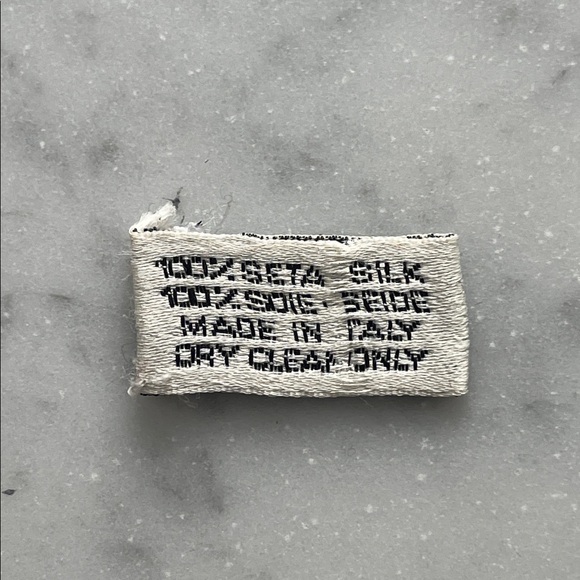 100% SETA SILK
100% SOIE · SEIDE
MADE IN ITALY
DRY CLEAN ONLY